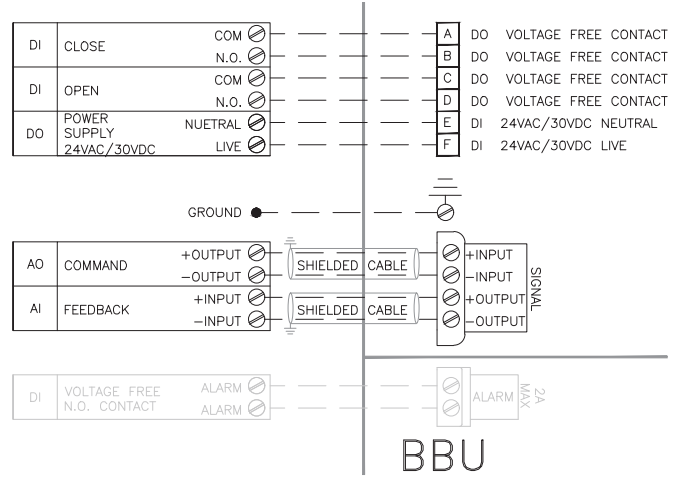 COM A DO VOLTAGE FREE CONTACT
DI CLOSE
N.O. B DO VOLTAGE FREE CONTACT
COM C DO VOLTAGE FREE CONTACT
DI OPEN
N.O. D DO VOLTAGE FREE CONTACT
POWER
SUPPLY
24VAC/30VDC
DO
NUETRAL E DI 24VAC/30VDC NEUTRAL
LIVE F DI 24VAC/30VDC LIVE
GROUND
AO COMMAND
+OUTPUT +INPUT
-OUTPUT SHIELDED CABLE -INPUT
AI FEEDBACK
+INPUT +OUTPUT
-INPUT SHIELDED CABLE -OUTPUT
SIGNAL
DI VOLTAGE FREE
N.O. CONTACT
ALARM
ALARM
ALARM
2A
MAX
BBU